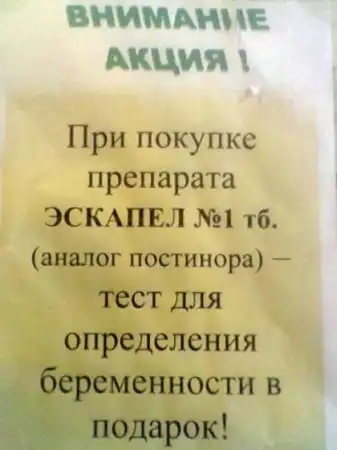 ВНИМАНИЕ
АКЦИЯ !
При покупке
препарата
ЭСКАПЕЛ №1 тб.
(аналог постинора) –
тест для
определения
беременности в
подарок!